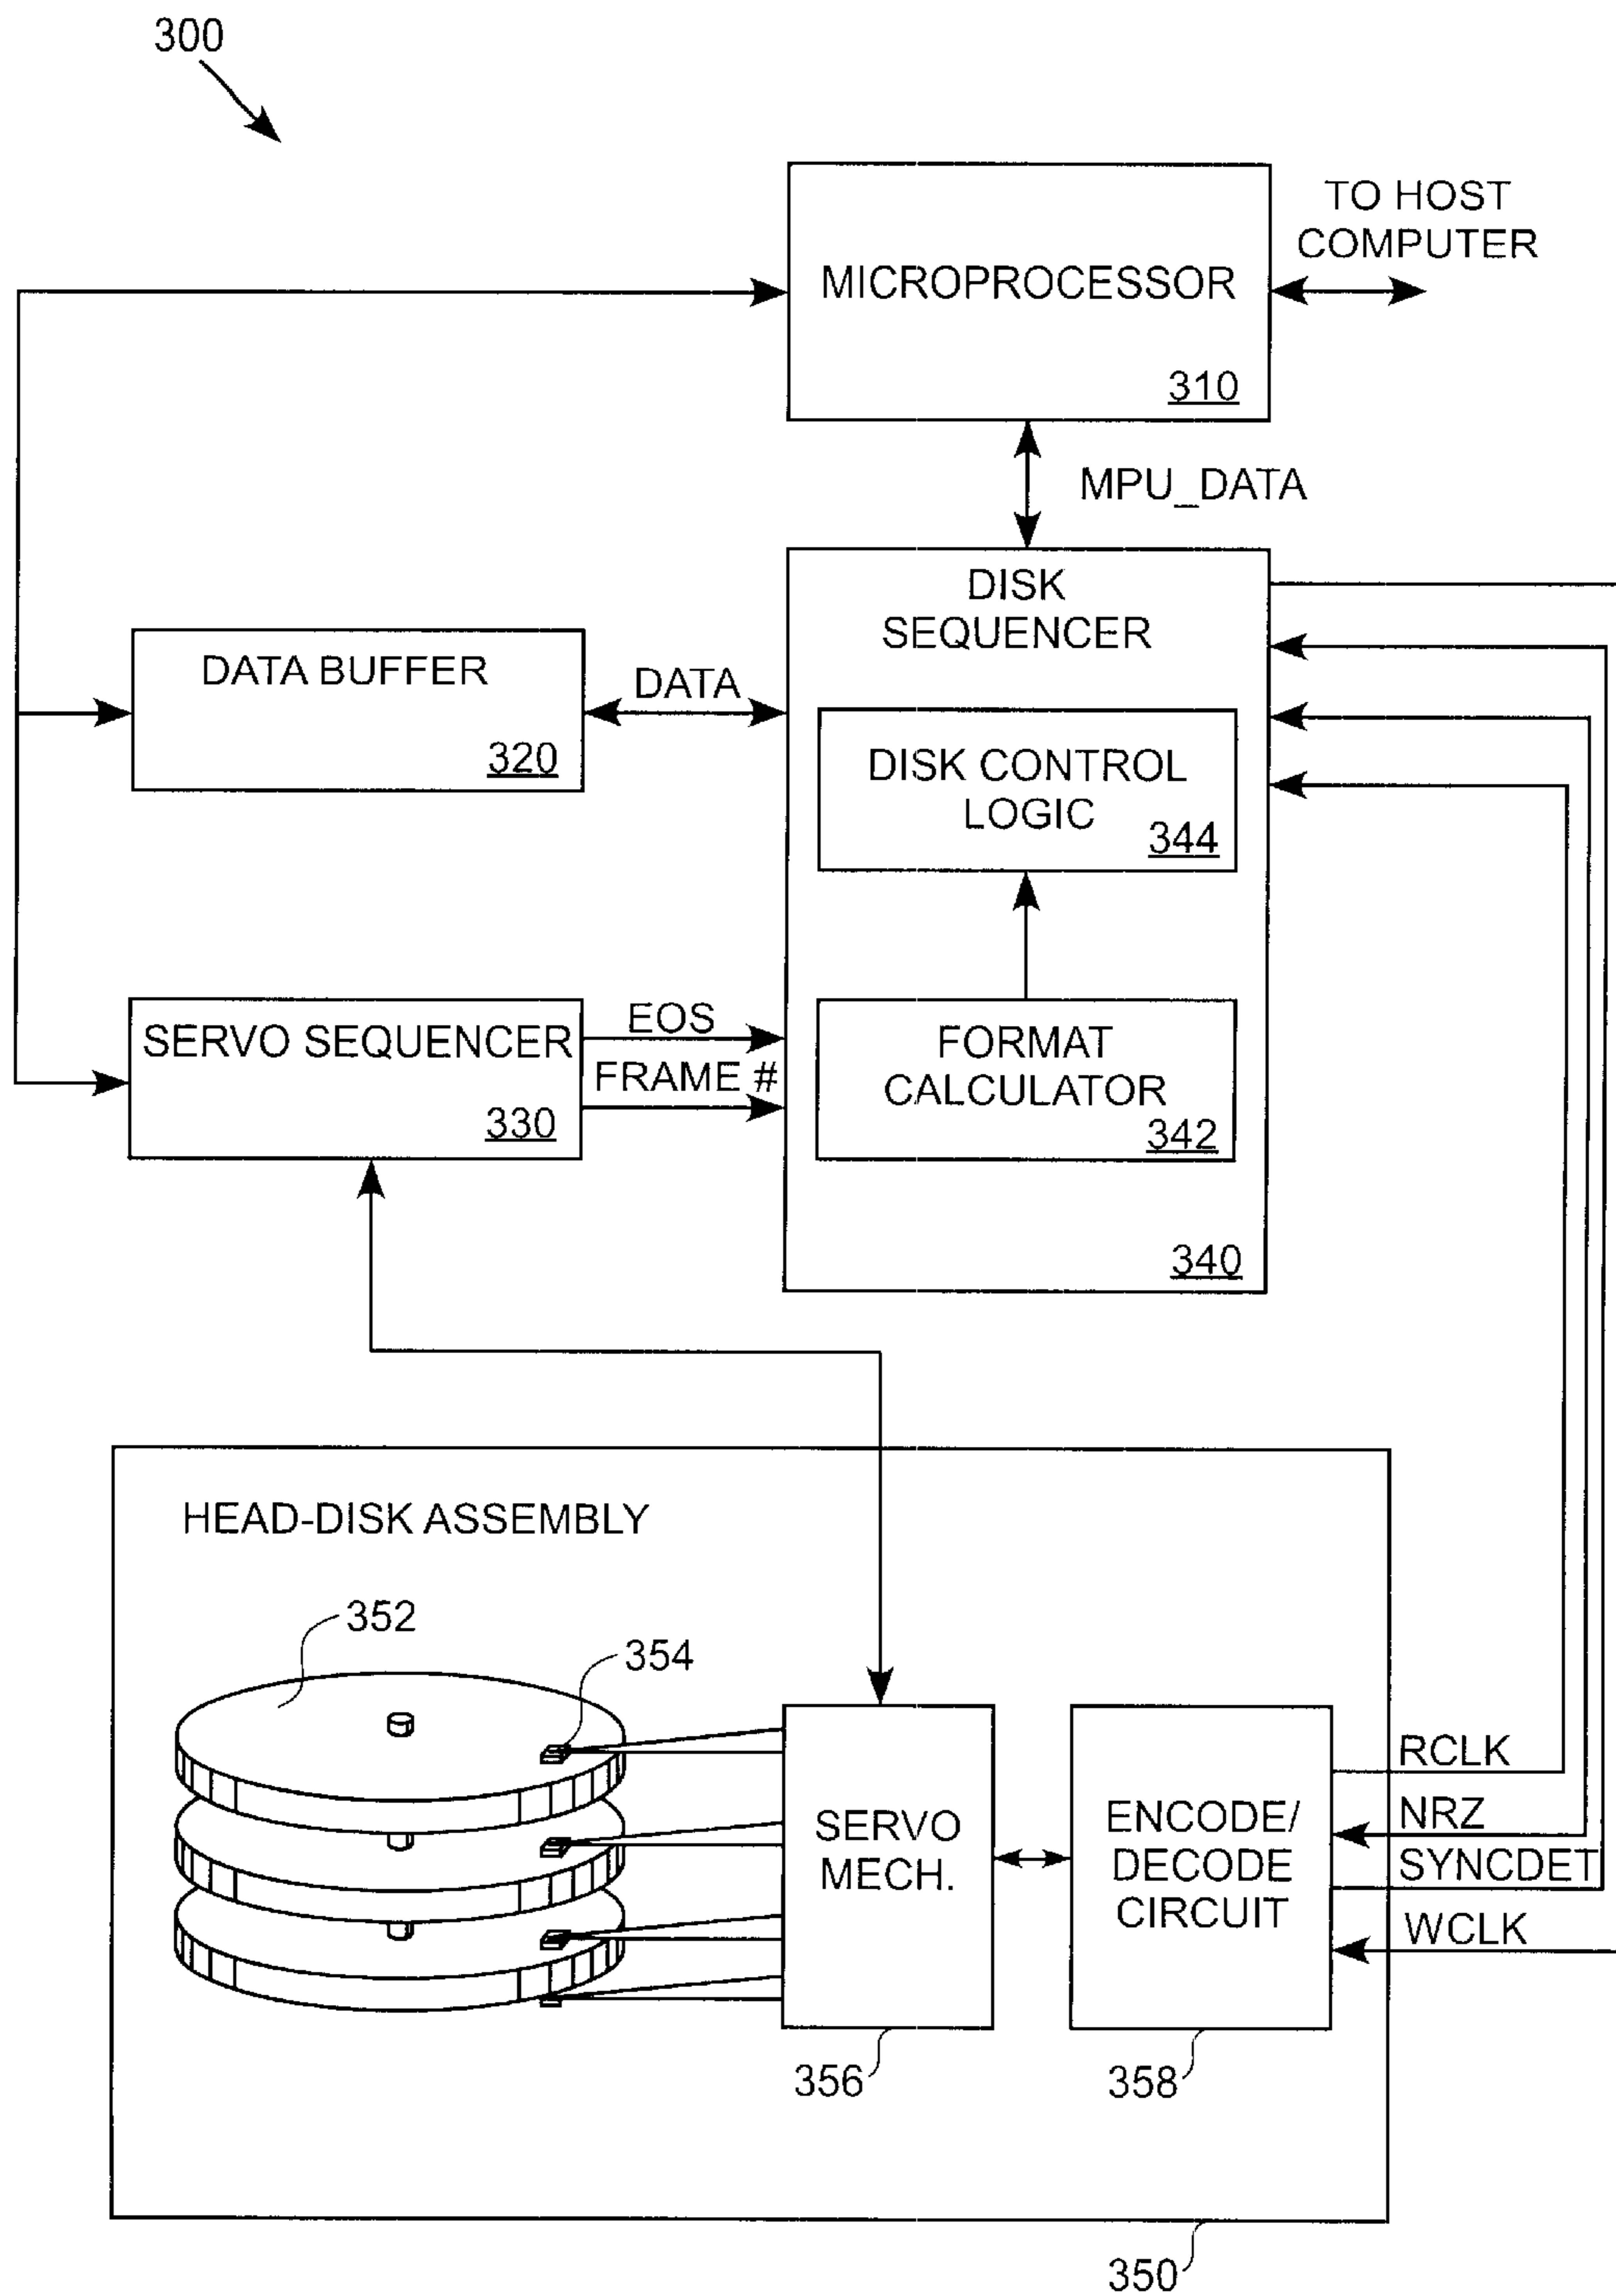 300
TO HOST
COMPUTER
MICROPROCESSOR
310
MPU_DATA
DISK
SEQUENCER
DATA BUFFER
320
DATA
DISK CONTROL
LOGIC
344
SERVO SEQUENCER
330
EOS
FRAME #
FORMAT
CALCULATOR
342
340
HEAD-DISK ASSEMBLY
352
354
SERVO
MECH.
356
ENCODE/
DECODE
CIRCUIT
358
RCLK
NRZ
SYNCDET
WCLK
350